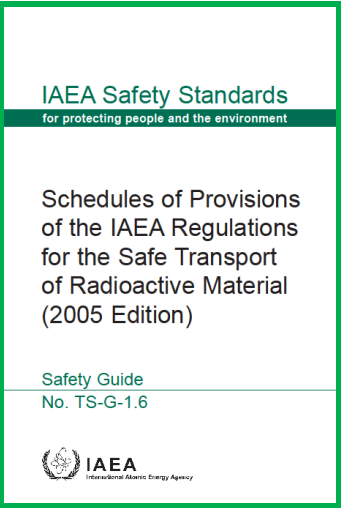 IAEA Safety Standards
for protecting people and the environment
Schedules of Provisions
of the IAEA Regulations
for the Safe Transport
of Radioactive Material
(2005 Edition)
Safety Guide
No. TS-G-1.6
IAEA
International Atomic Energy Agency